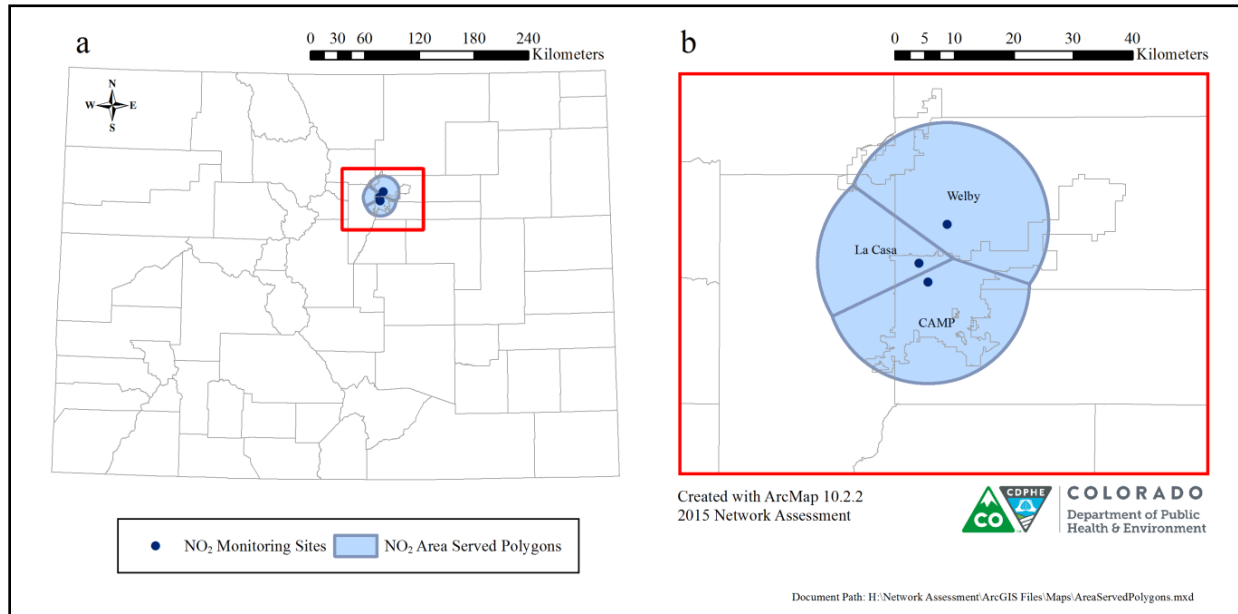 a
0 30 60 120 180 240
Kilometers
N
W E
S
b
0 5 10 20 30 40
Kilometers
Welby
La Casa
CAMP
Created with ArcMap 10.2.2
2015 Network Assessment
CO
CDPHE
COLORADO
Department of Public
Health & Environment
NO₂ Monitoring Sites
NO₂ Area Served Polygons
Document Path: H:\Network Assessment\ArcGIS Files\Maps\AreaServedPolygons.mxd